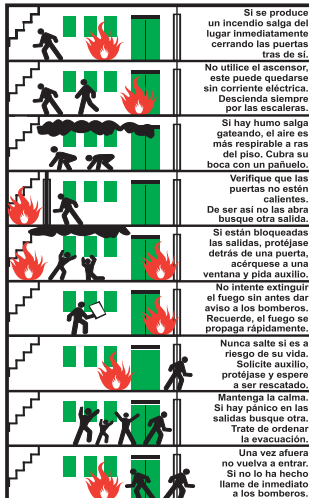 Si se produce
un incendio salga del
lugar inmediatamente
cerrando las puertas
tras de sí.
No utilice el ascensor,
este puede quedarse
sin corriente eléctrica.
Descienda siempre
por las escaleras.
Si hay humo salga
gateando, el aire es
más respirable a ras
del piso. Cubra su
boca con un pañuelo.
Verifique que las
puertas no estén
calientes.
De ser así no las abra
busque otra salida.
Si están bloqueadas
las salidas, protéjase
detrás de una puerta,
acérquese a una
ventana y pida auxilio.
No intente extinguir
el fuego sin antes dar
aviso a los bomberos.
Recuerde, el fuego se
propaga rápidamente.
Nunca salte si es a
riesgo de su vida.
Solicite auxilio,
protéjase y espere
a ser rescatado.
Mantenga la calma.
Si hay pánico en las
salidas busque otra.
Trate de ordenar
la evacuación.
Una vez afuera
no vuelva a entrar.
Si no lo ha hecho
llame de inmediato
a los bomberos.